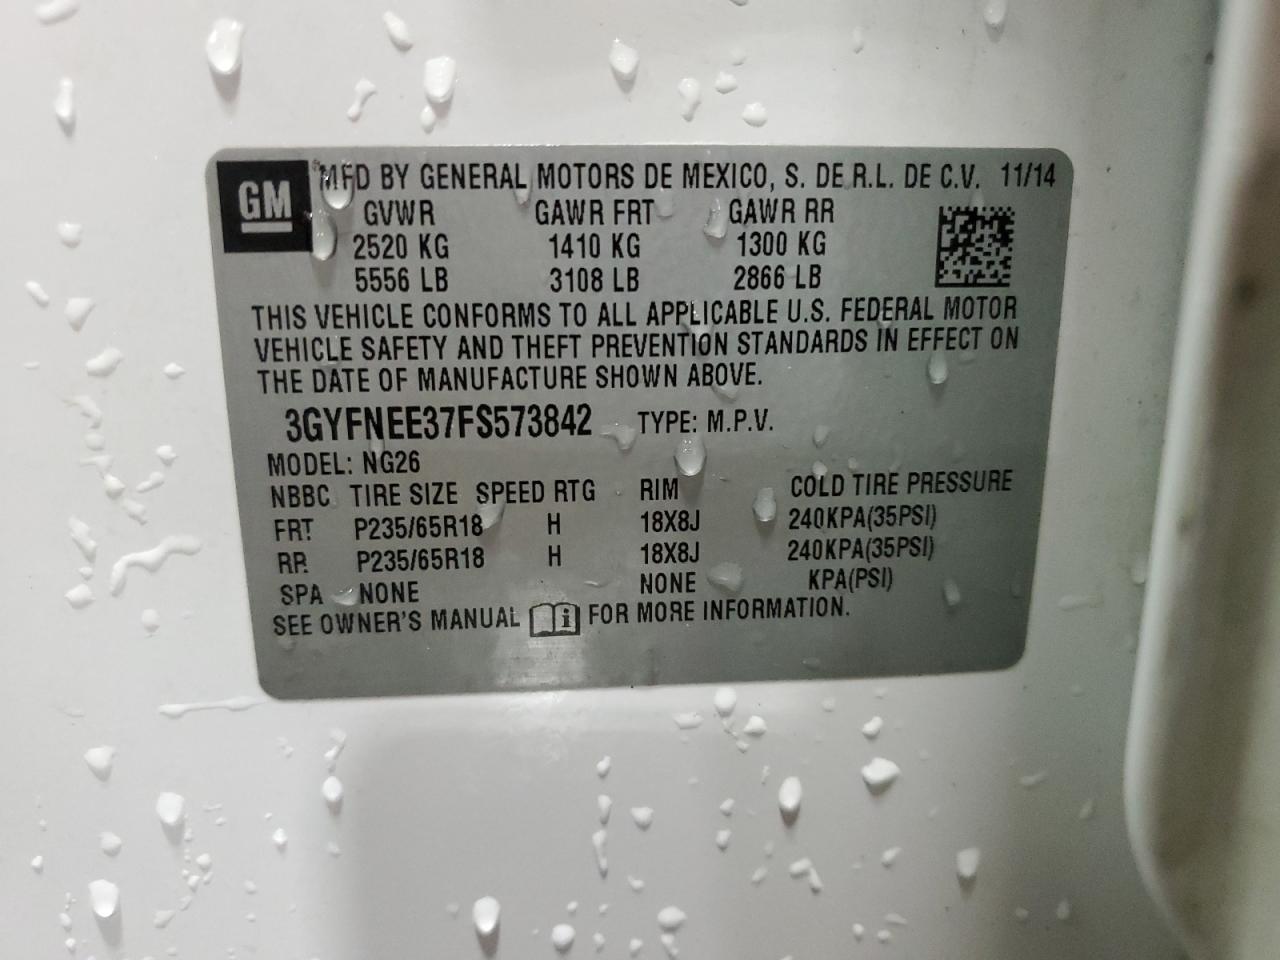 GM
MFD BY GENERAL MOTORS DE MEXICO, S. DE R.L. DE C.V. 11/14
GVWR GAWR FRT GAWR RR
2520 KG 1410 KG 1300 KG
5556 LB 3108 LB 2866 LB
THIS VEHICLE CONFORMS TO ALL APPLICABLE U.S. FEDERAL MOTOR
VEHICLE SAFETY AND THEFT PREVENTION STANDARDS IN EFFECT ON
THE DATE OF MANUFACTURE SHOWN ABOVE.
3GYFNEE37FS573842 TYPE: M.P.V.
MODEL: NG26
NBBC TIRE SIZE SPEED RTG RIM COLD TIRE PRESSURE
FRT P235/65R18 H 18X8J 240KPA(35PSI)
RR P235/65R18 H 18X8J 240KPA(35PSI)
SPA NONE NONE KPA(PSI)
SEE OWNER'S MANUAL i FOR MORE INFORMATION.